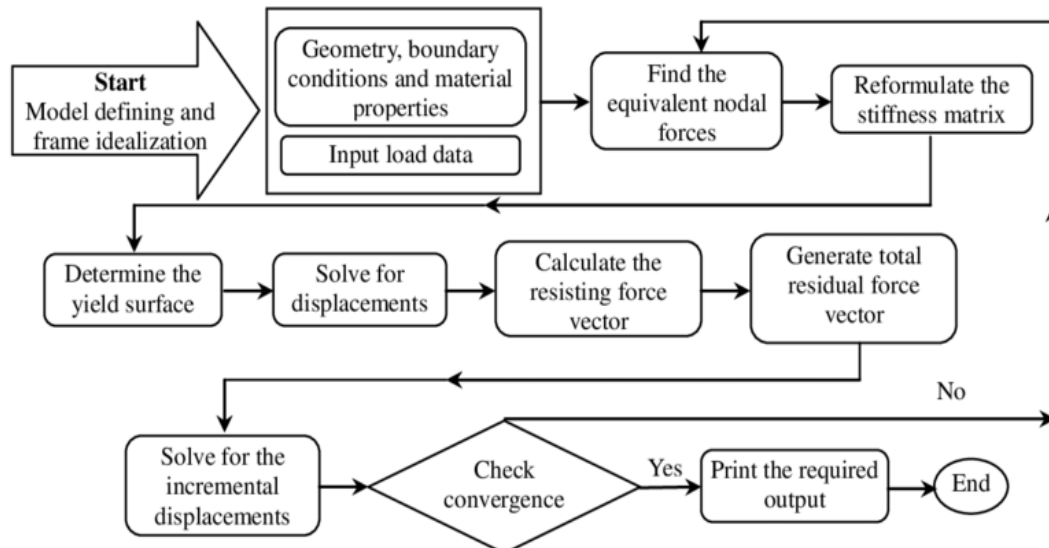 Start
Model defining and
frame idealization
Geometry, boundary
conditions and material
properties
Input load data
Find the
equivalent nodal
forces
Reformulate the
stiffness matrix
Determine the
yield surface
Solve for
displacements
Calculate the
resisting force
vector
Generate total
residual force
vector
No
Solve for the
incremental
displacements
Check
convergence
Yes
Print the required
output
End